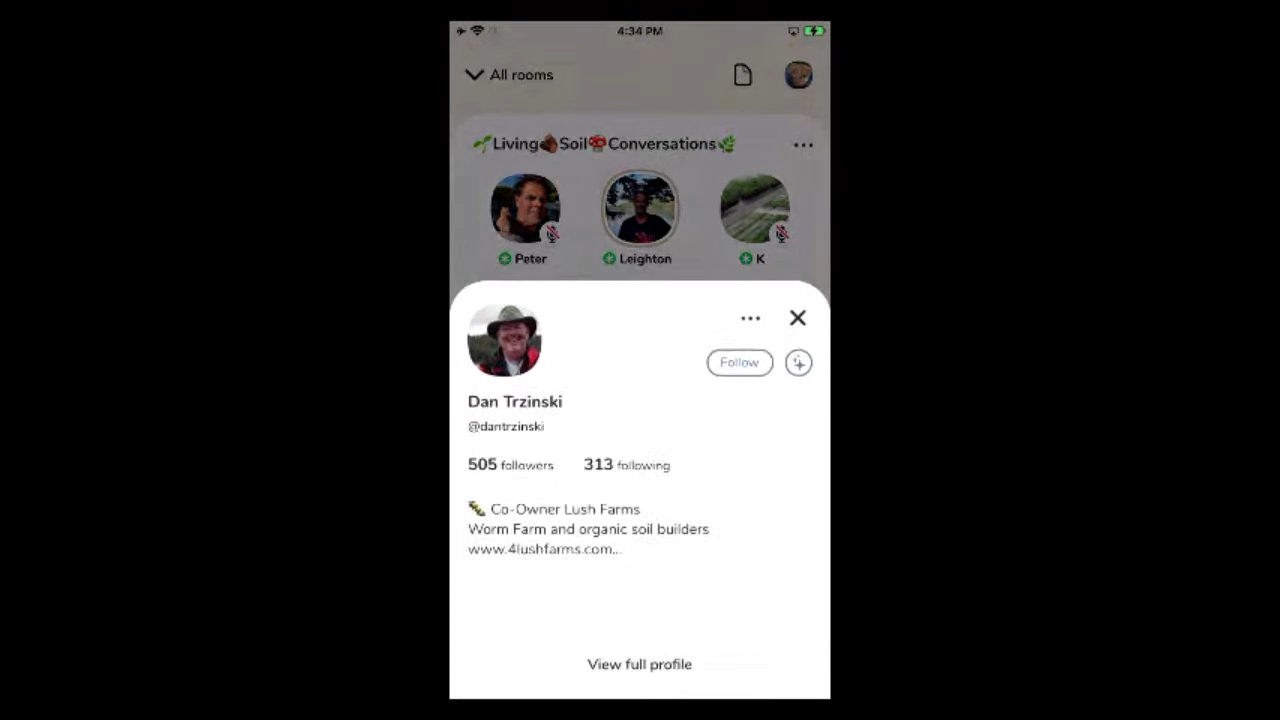 4:34 PM
All rooms
🌱Living🌰Soil🍄Conversations🌿
Peter
Leighton
K
Follow
Dan Trzinski
@dantrzinski
505 followers 313 following
🐛 Co-Owner Lush Farms
Worm Farm and organic soil builders
www.4lushfarms.com...
View full profile